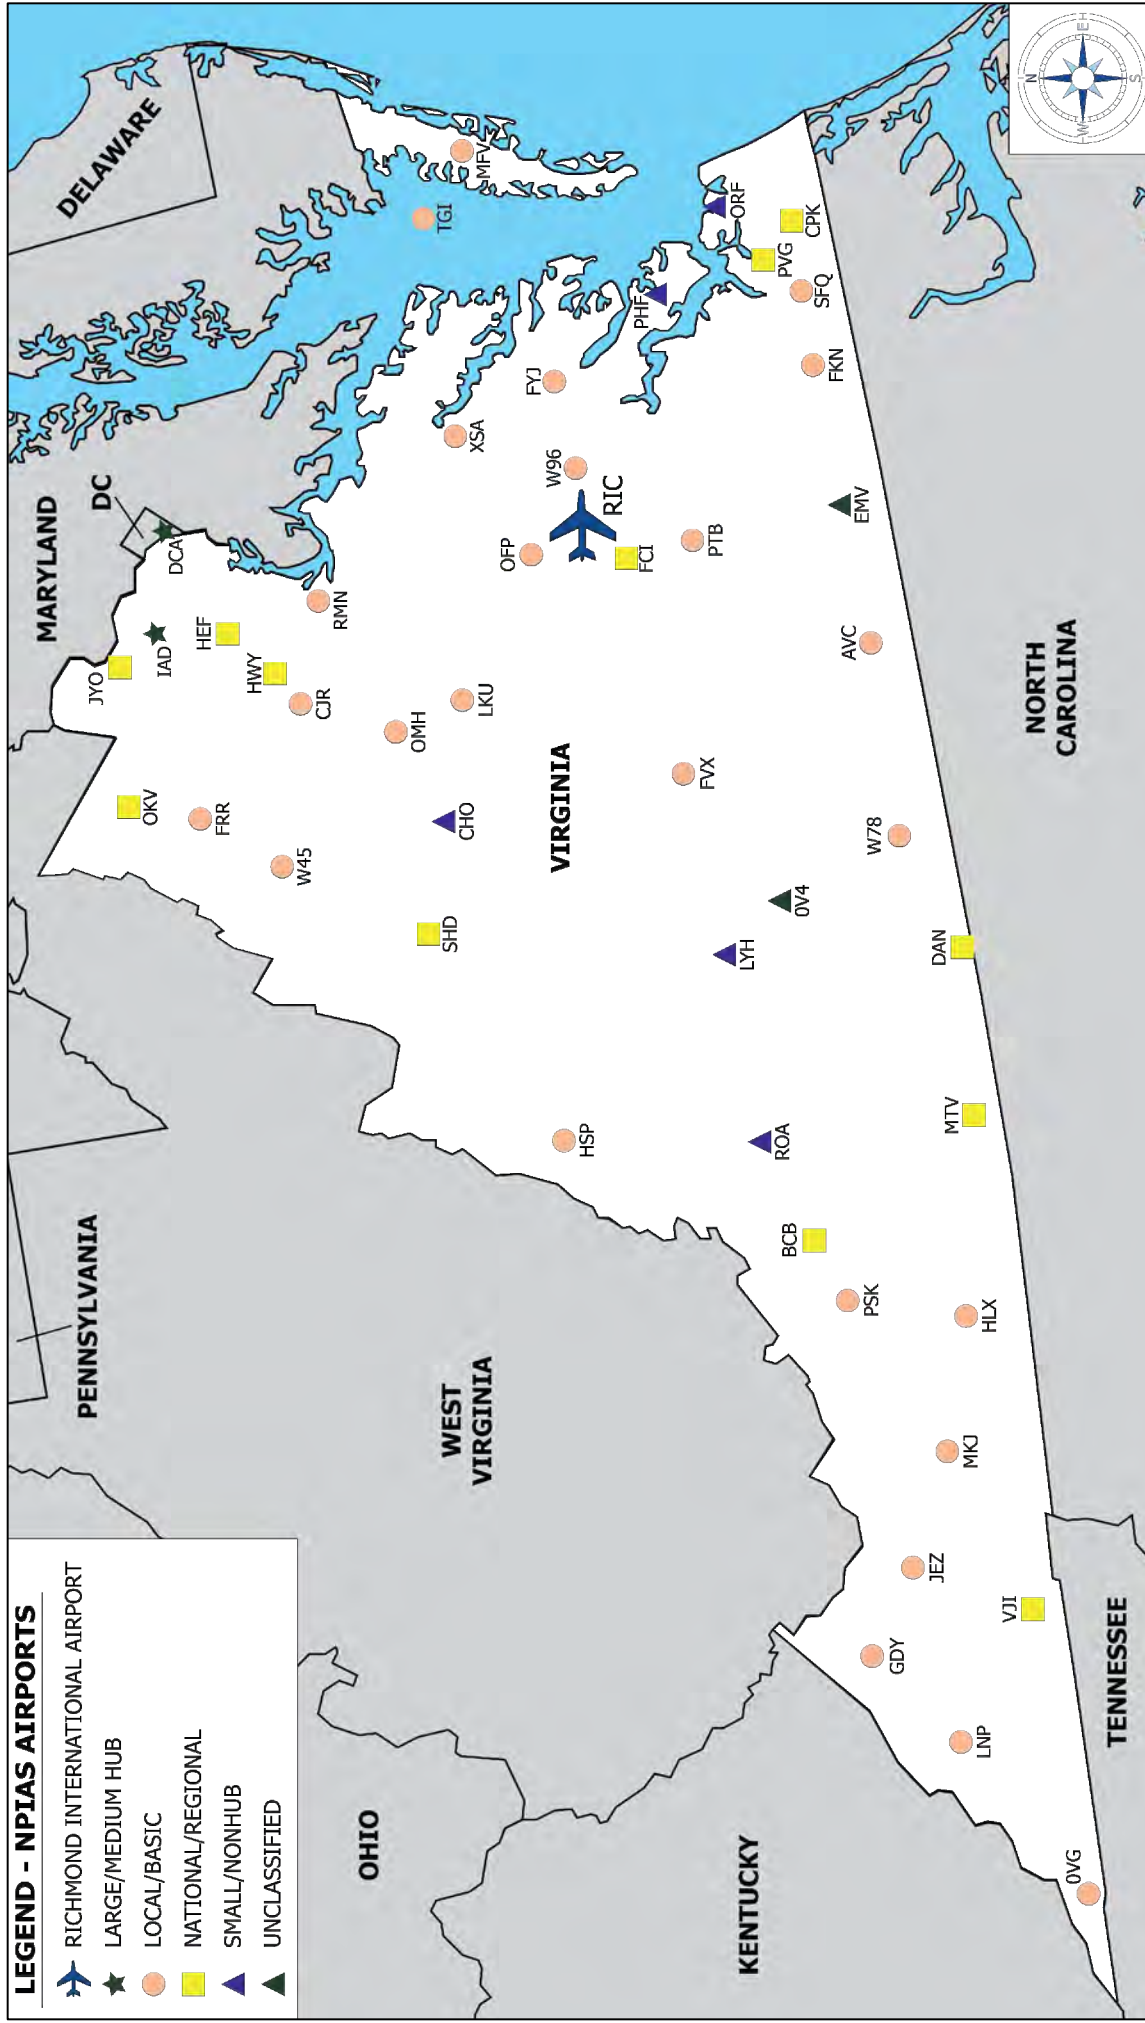 LEGEND - NPIAS AIRPORTS
RICHMOND INTERNATIONAL AIRPORT
LARGE/MEDIUM HUB
LOCAL/BASIC
NATIONAL/REGIONAL
SMALL/NONHUB
UNCLASSIFIED
PENNSYLVANIA
MARYLAND
DC
DELAWARE
OHIO
WEST
VIRGINIA
KENTUCKY
VIRGINIA
TENNESSEE
NORTH
CAROLINA
JYO
OKV
IAD
DCA
FRR
HEF
HWY
W45
CJR
RMN
OMH
TGI
SHD
CHO
LKU
XSA
MFV
HSP
OFP
FYJ
W96
RIC
FCI
PHF
FVX
PTB
ORF
LYH
ROA
0V4
PVG
CPK
BCB
SFQ
PSK
EMV
FKN
GDY
W78
AVC
JEZ
MKJ
HLX
MTV
DAN
LNP
VJI
0VG
N
W
E
S